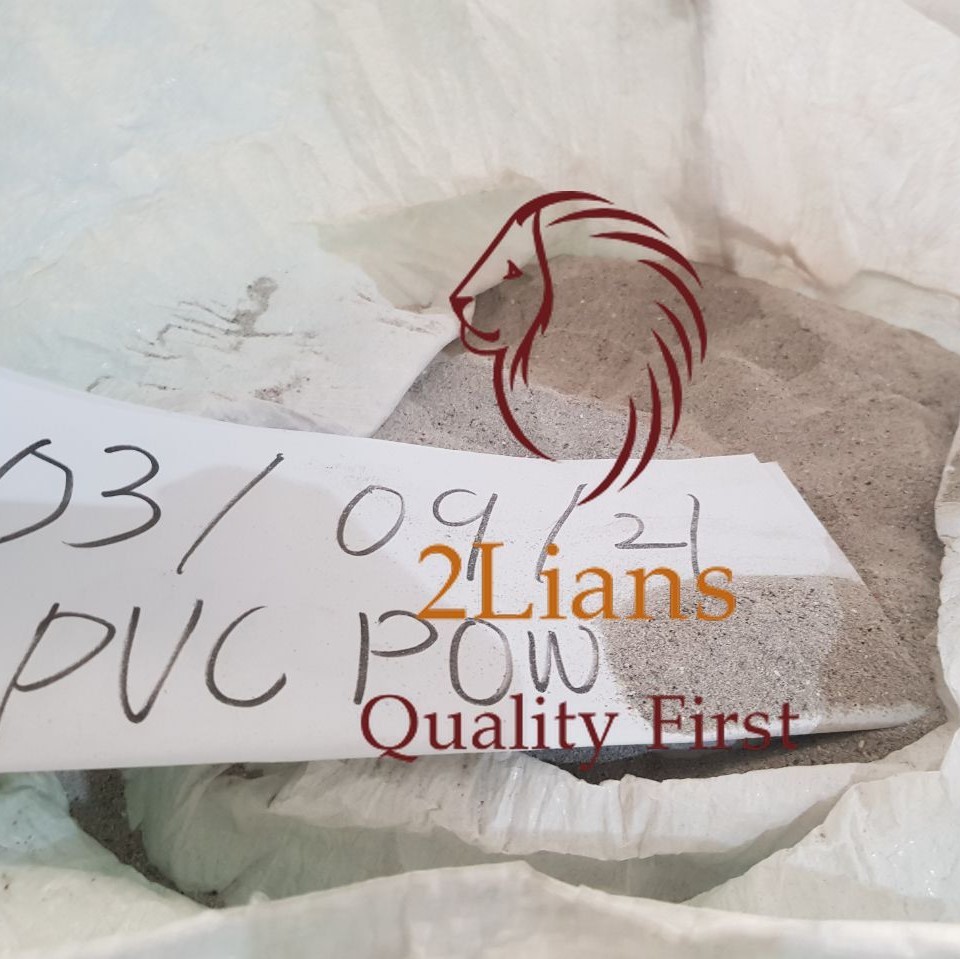 03/09/21
PVC POW
2Lians
Quality First